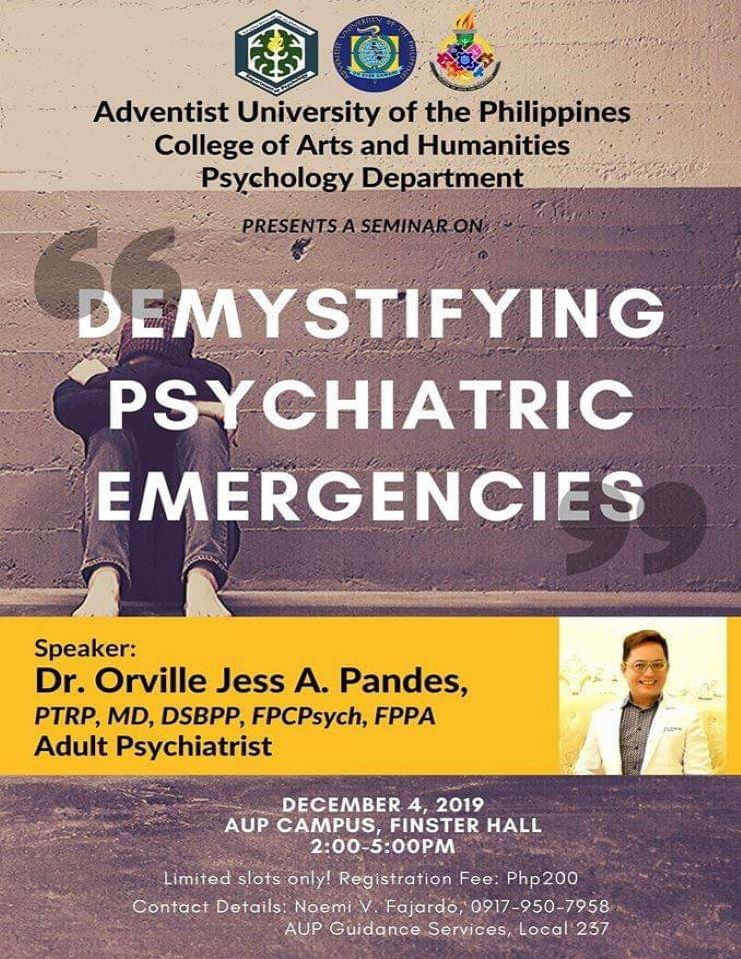 Adventist University of the Philippines
College of Arts and Humanities
Psychology Department
PRESENTS A SEMINAR ON
“DEMYSTIFYING
PSYCHIATRIC
EMERGENCIES”
Speaker:
Dr. Orville Jess A. Pandes,
PTRP, MD, DSBPP, FPCPsych, FPPA
Adult Psychiatrist
DECEMBER 4, 2019
AUP CAMPUS, FINSTER HALL
2:00-5:00PM
Limited slots only! Registration Fee: Php200
Contact Details: Noemi V. Fajardo, 0917-950-7958
AUP Guidance Services, Local 237